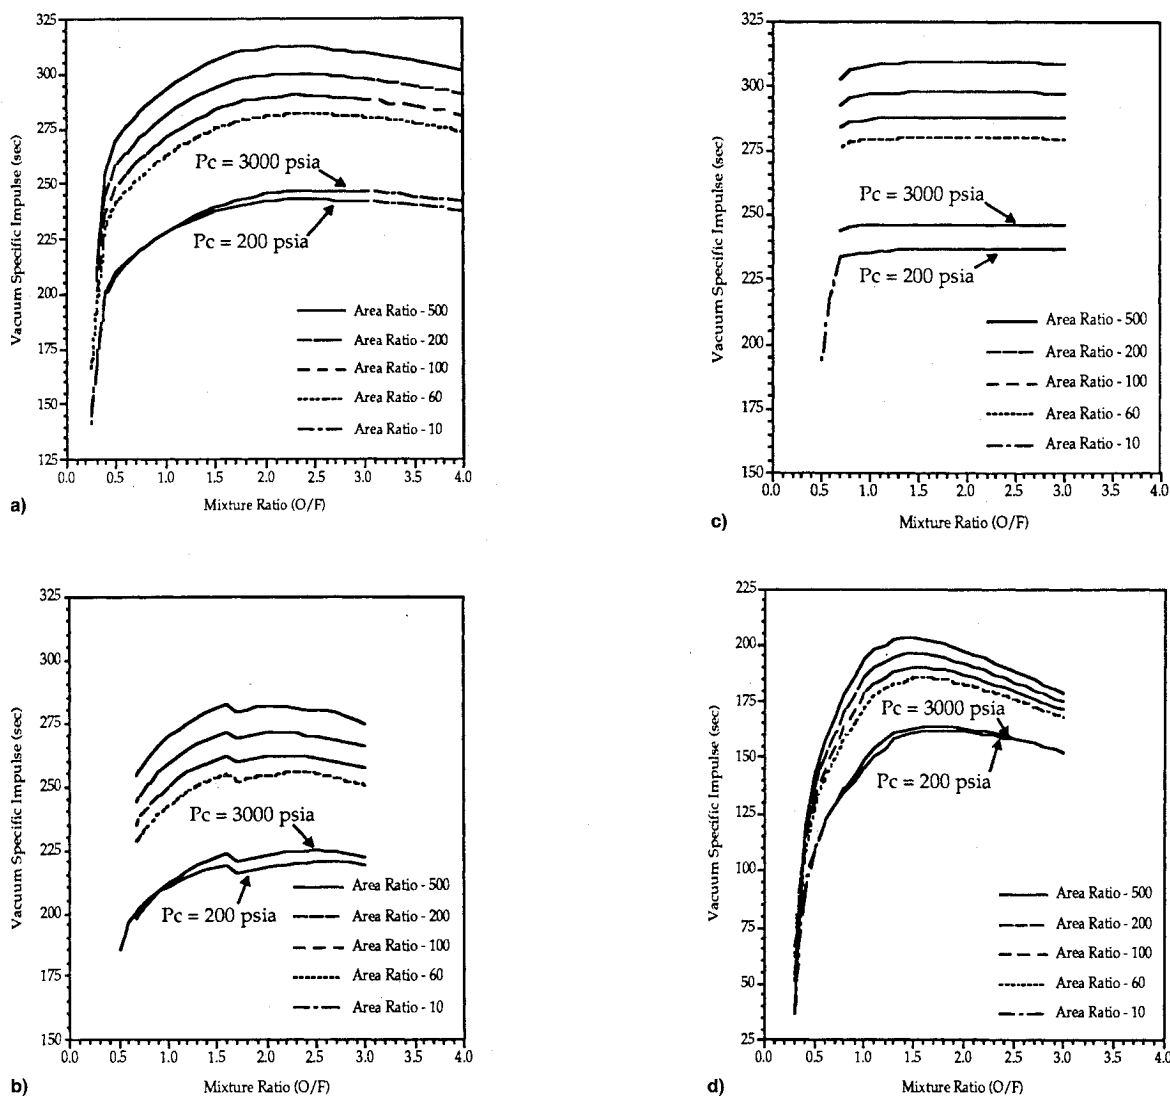 325
300
275
250
225
200
175
150
125
Vacuum Specific Impulse (sec)
Pc = 3000 psia
Pc = 200 psia
Area Ratio - 500
Area Ratio - 200
Area Ratio - 100
Area Ratio - 60
Area Ratio - 10
0.0 0.5 1.0 1.5 2.0 2.5 3.0 3.5 4.0
Mixture Ratio (O/F)
a)
325
300
275
250
225
200
175
150
Vacuum Specific Impulse (sec)
Pc = 3000 psia
Pc = 200 psia
Area Ratio - 500
Area Ratio - 200
Area Ratio - 100
Area Ratio - 60
Area Ratio - 10
0.0 0.5 1.0 1.5 2.0 2.5 3.0 3.5 4.0
Mixture Ratio (O/F)
c)
325
300
275
250
225
200
175
150
Vacuum Specific Impulse (sec)
Pc = 3000 psia
Pc = 200 psia
Area Ratio - 500
Area Ratio - 200
Area Ratio - 100
Area Ratio - 60
Area Ratio - 10
0.0 0.5 1.0 1.5 2.0 2.5 3.0 3.5 4.0
Mixture Ratio (O/F)
b)
225
200
175
150
125
100
75
50
25
Vacuum Specific Impulse (sec)
Pc = 3000 psia
Pc = 200 psia
Area Ratio - 500
Area Ratio - 200
Area Ratio - 100
Area Ratio - 60
Area Ratio - 10
0.0 0.5 1.0 1.5 2.0 2.5 3.0 3.5 4.0
Mixture Ratio (O/F)
d)